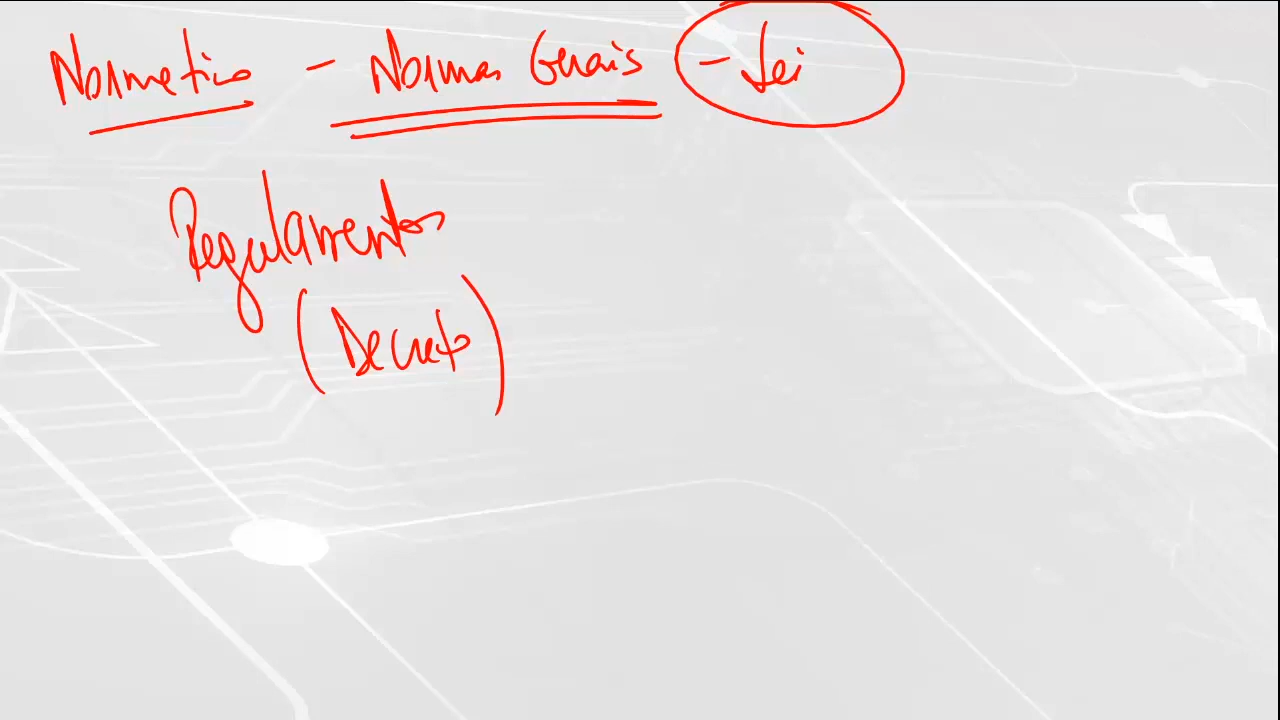 Normativo - Normas Gerais - Lei
Regulamentos
(Decreto)